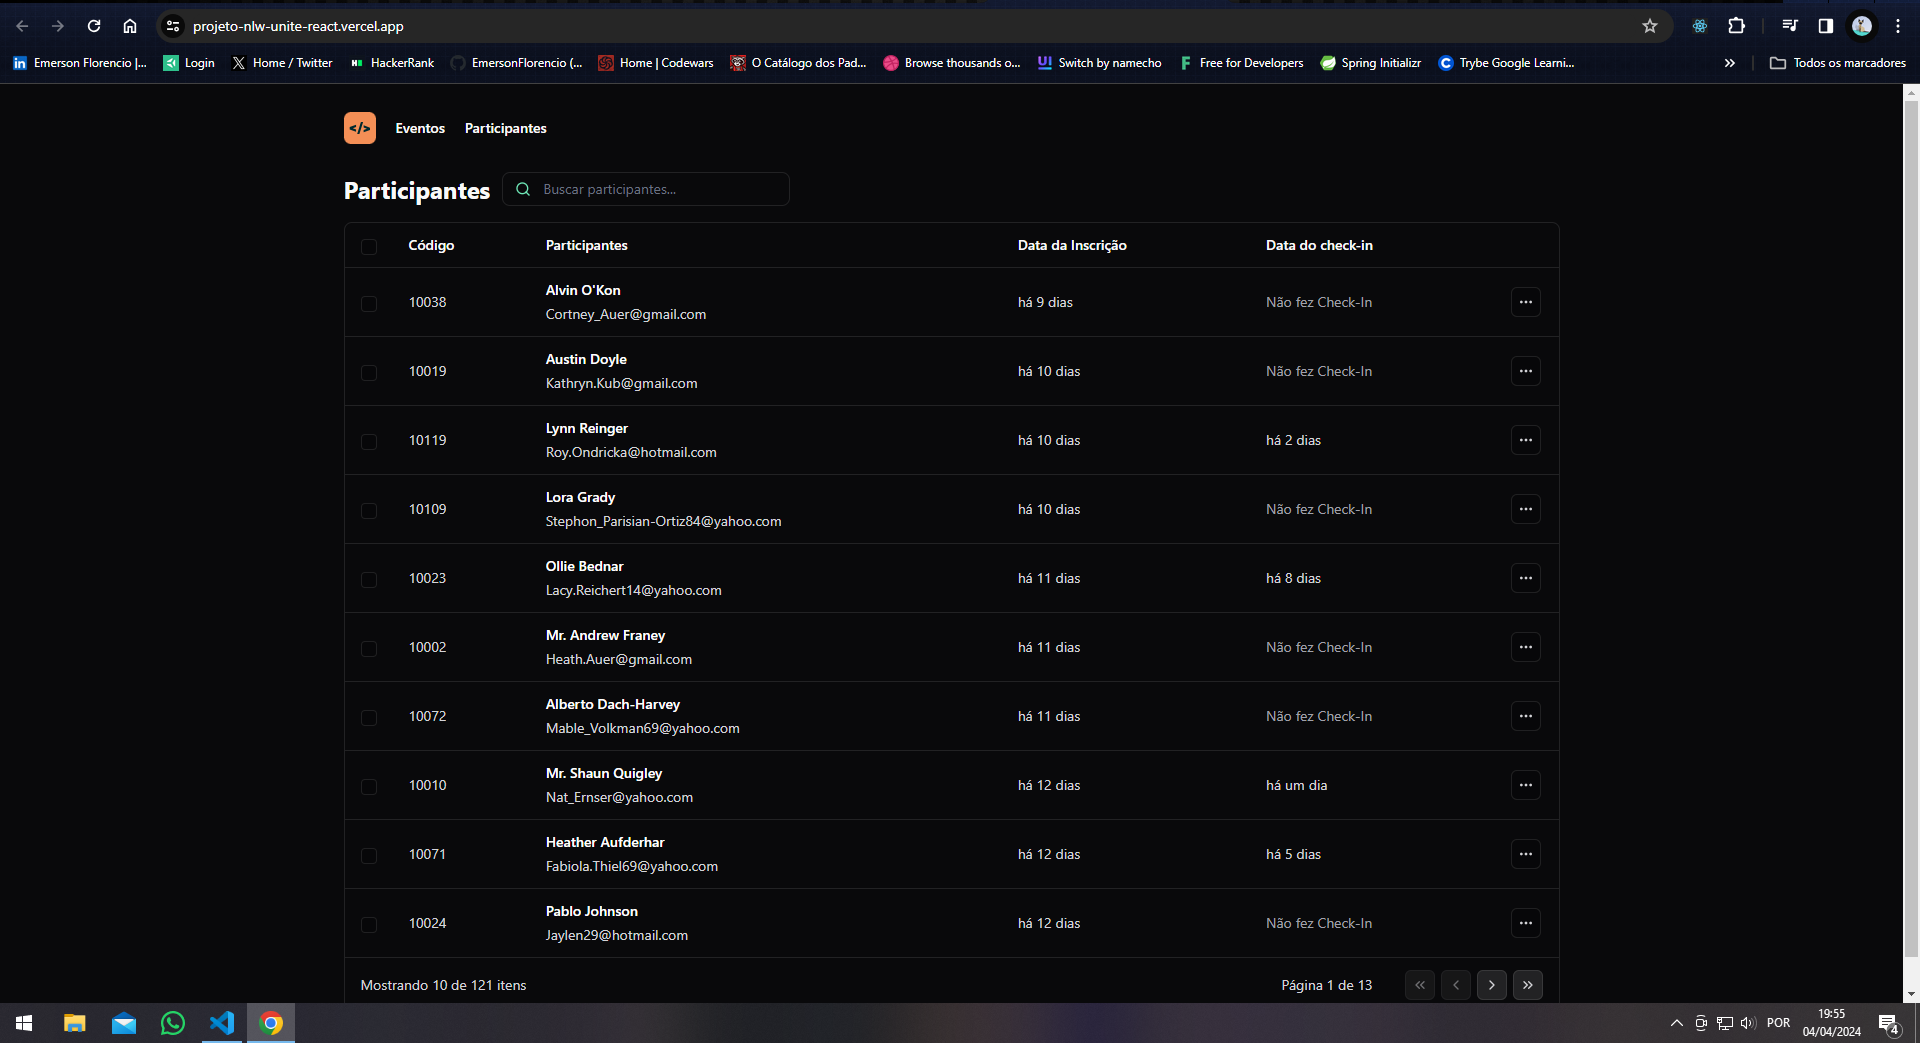 projeto-nlw-unite-react.vercel.app
Emerson Florencio |... Login Home / Twitter HackerRank EmersonFlorencio (... Home | Codewars O Catálogo dos Pad... Browse thousands o... Switch by namecho Free for Developers Spring Initializr Trybe Google Learni... Todos os marcadores
</> Eventos Participantes
Participantes Buscar participantes...
Código Participantes Data da Inscrição Data do check-in
Alvin O'Kon
10038 há 9 dias Não fez Check-In
Cortney_Auer@gmail.com
Austin Doyle
10019 há 10 dias Não fez Check-In
Kathryn.Kub@gmail.com
Lynn Reinger
10119 há 10 dias há 2 dias
Roy.Ondricka@hotmail.com
Lora Grady
10109 há 10 dias Não fez Check-In
Stephon_Parisian-Ortiz84@yahoo.com
Ollie Bednar
10023 há 11 dias há 8 dias
Lacy.Reichert14@yahoo.com
Mr. Andrew Franey
10002 há 11 dias Não fez Check-In
Heath.Auer@gmail.com
Alberto Dach-Harvey
10072 há 11 dias Não fez Check-In
Mable_Volkman69@yahoo.com
Mr. Shaun Quigley
10010 há 12 dias há um dia
Nat_Ernser@yahoo.com
Heather Aufderhar
10071 há 12 dias há 5 dias
Fabiola.Thiel69@yahoo.com
Pablo Johnson
10024 há 12 dias Não fez Check-In
Jaylen29@hotmail.com
Mostrando 10 de 121 itens Página 1 de 13
19:55
POR
04/04/2024
4